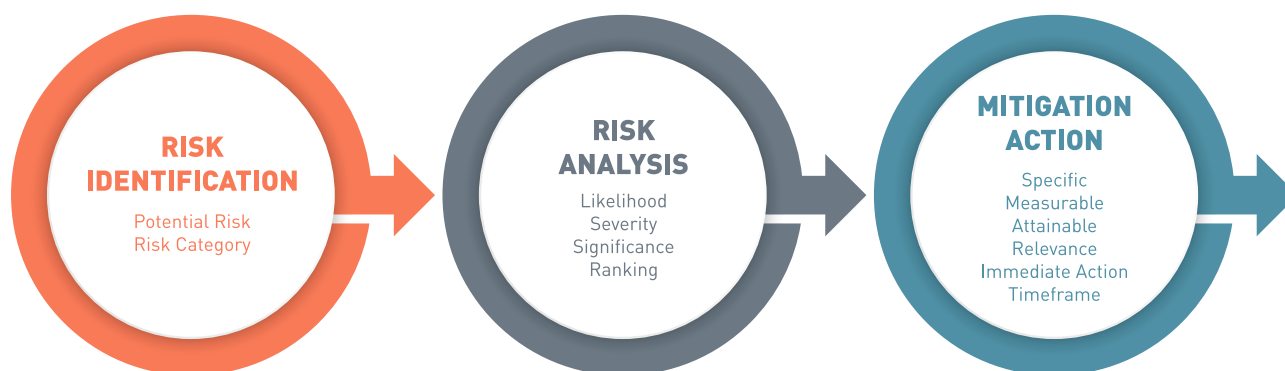 RISK
IDENTIFICATION
Potential Risk
Risk Category
RISK
ANALYSIS
Likelihood
Severity
Significance
Ranking
MITIGATION
ACTION
Specific
Measurable
Attainable
Relevance
Immediate Action
Timeframe